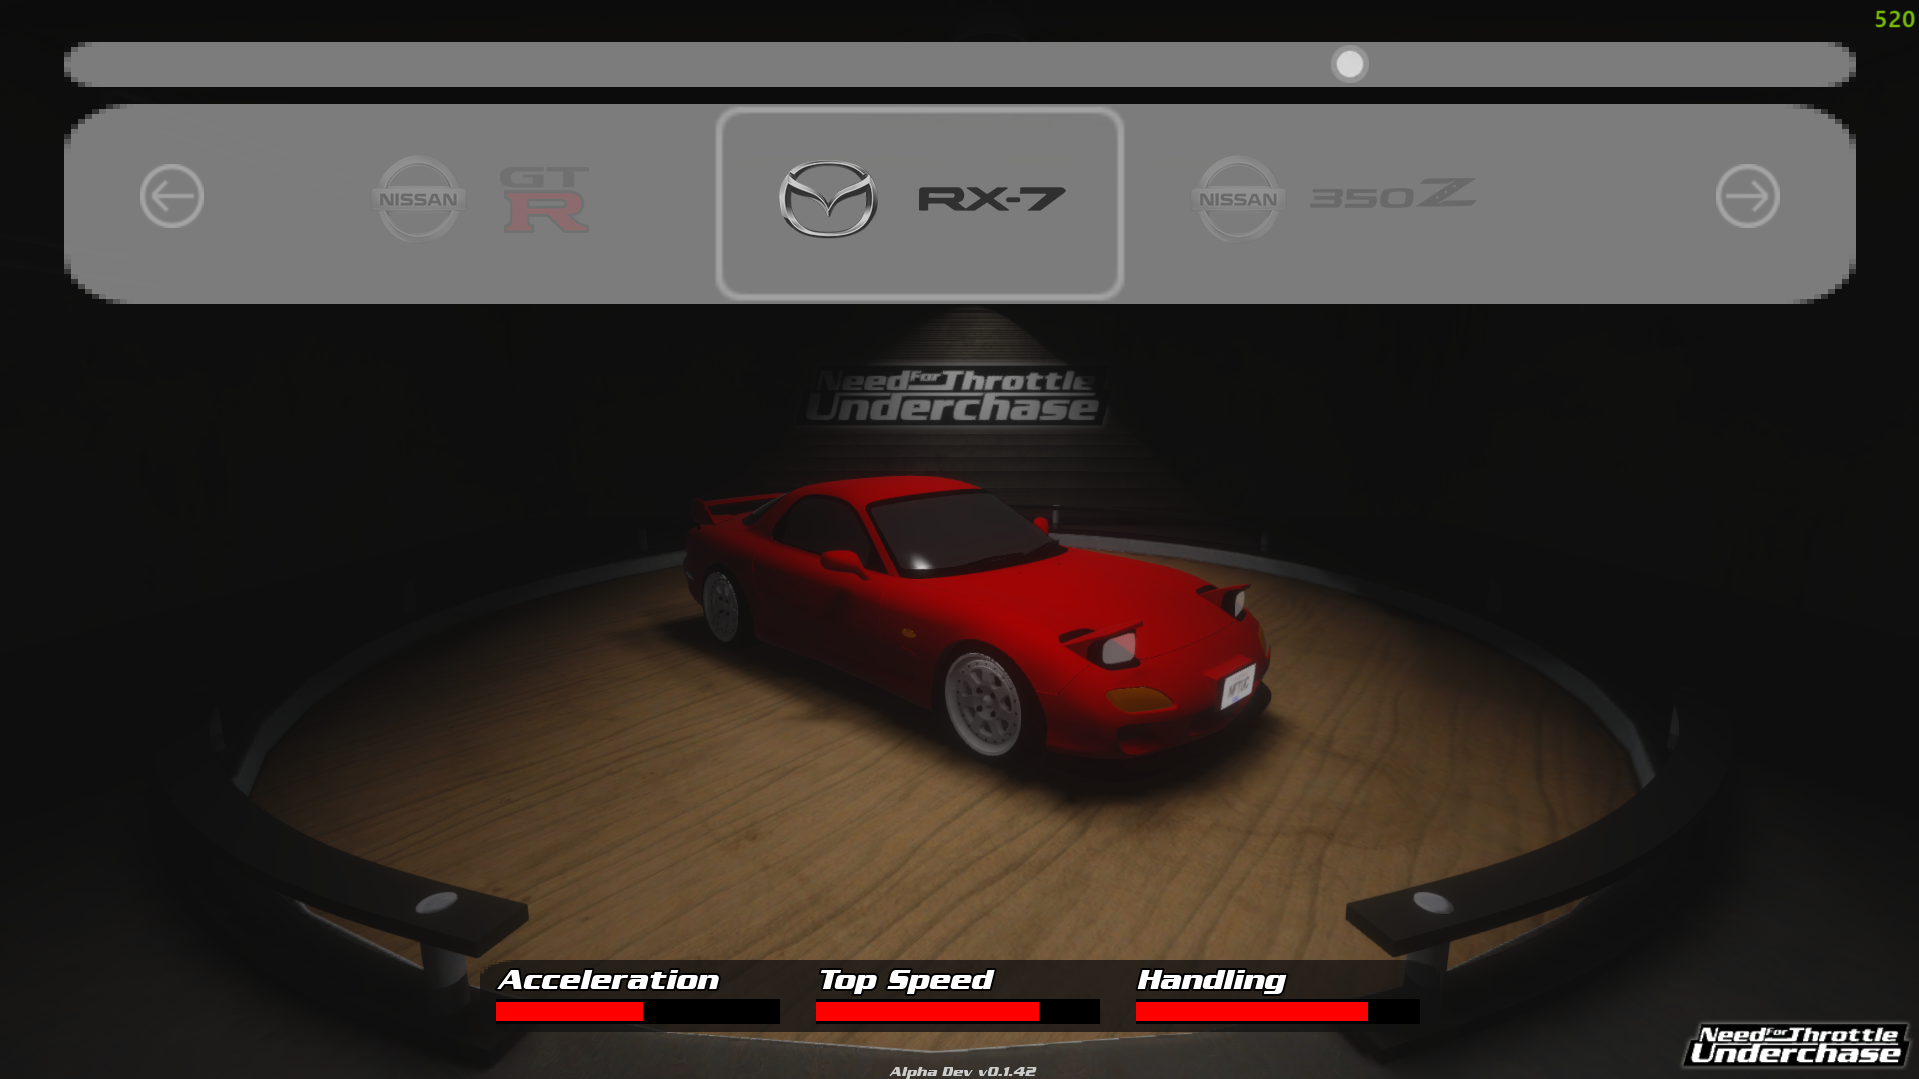 520
NISSAN
GT
R
RX-7
NISSAN
350Z
Need For Throttle
Underchase
NFTUC
Acceleration
Top Speed
Handling
Need For Throttle
Underchase
Alpha Dev v0.1.42